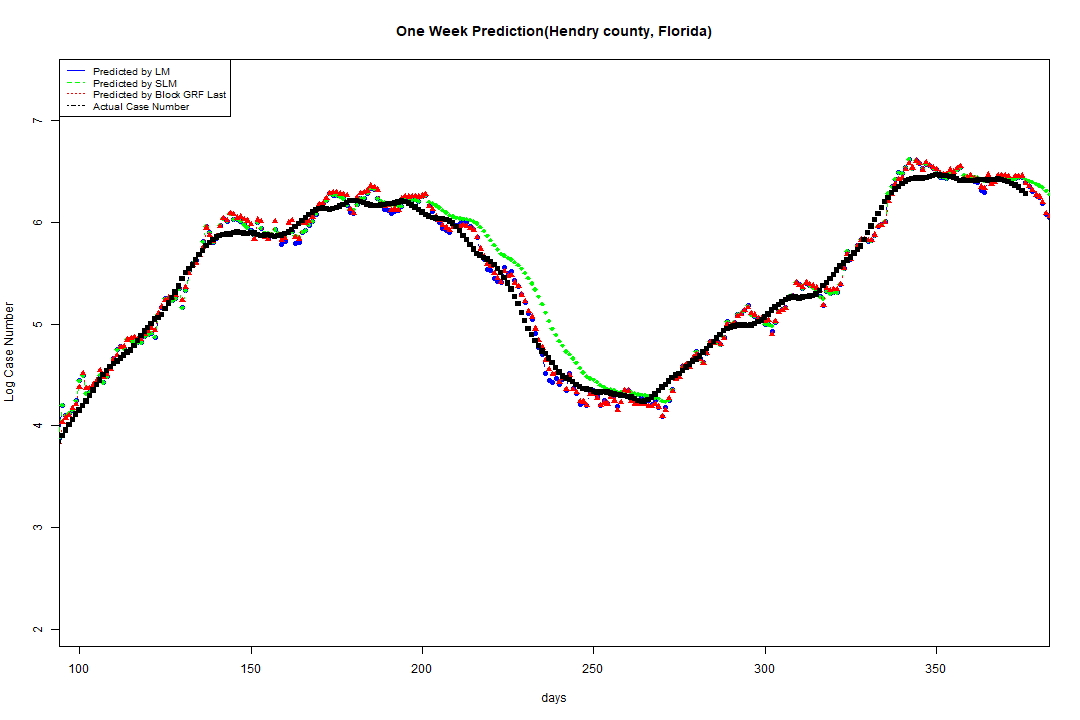 One Week Prediction(Hendry county, Florida)
Predicted by LM
Predicted by SLM
Predicted by Block GRF Last
Actual Case Number
7
6
5
4
3
2
Log Case Number
100 150 200 250 300 350
days